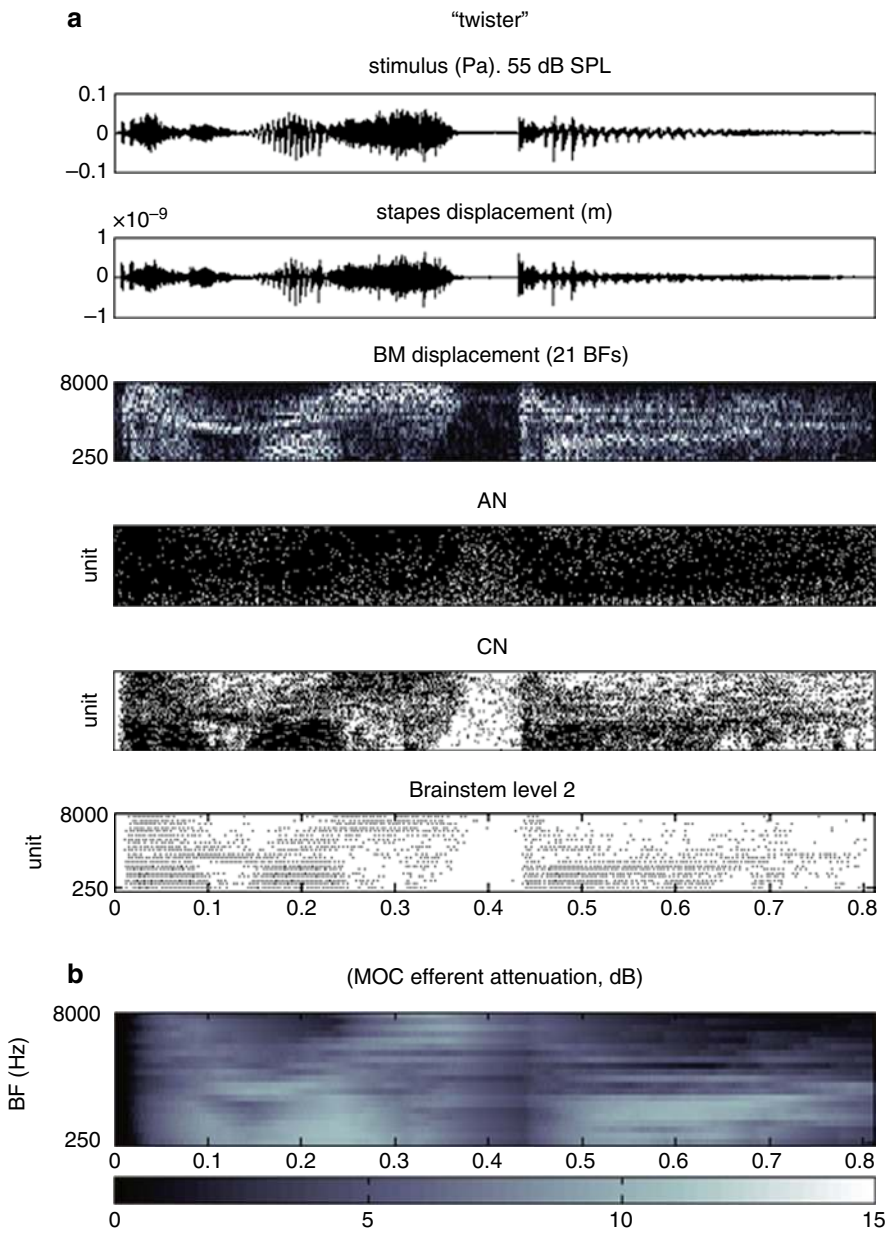 a
“twister”
stimulus (Pa). 55 dB SPL
0.1
0
−0.1
×10−9
stapes displacement (m)
1
0
−1
BM displacement (21 BFs)
8000
250
AN
unit
CN
unit
Brainstem level 2
8000
unit
250
0 0.1 0.2 0.3 0.4 0.5 0.6 0.7 0.8
b
(MOC efferent attenuation, dB)
8000
BF (Hz)
250
0 0.1 0.2 0.3 0.4 0.5 0.6 0.7 0.8
0 5 10 15